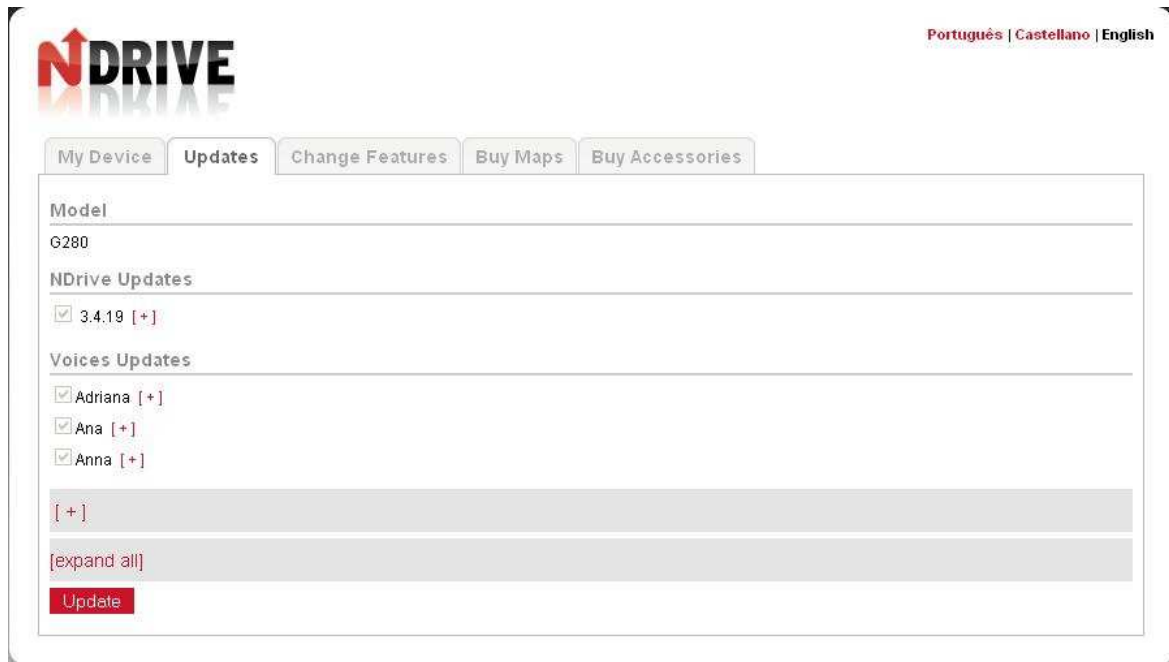 Português | Castellano | English
NDRIVE
My Device Updates Change Features Buy Maps Buy Accessories
Model
G280
NDrive Updates
3.4.19 [+]
Voices Updates
Adriana [+]
Ana [+]
Anna [+]
[ + ]
[expand all]
Update